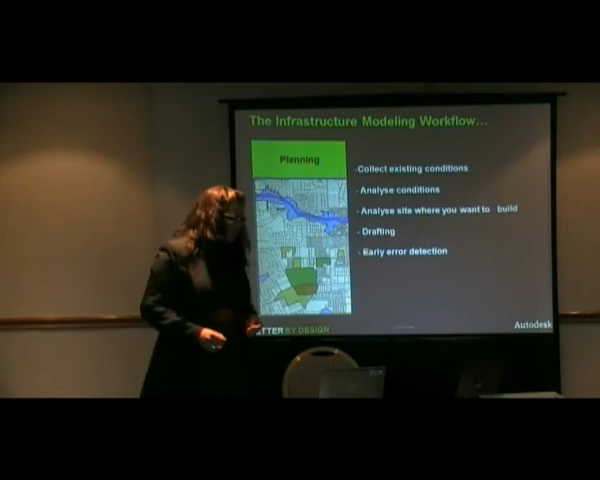 The Infrastructure Modeling Workflow...
Planning
- Collect existing conditions
- Analyse conditions
- Analyse site where you want to build
- Drafting
- Early error detection
ETTER BY DESIGN
Autodesk